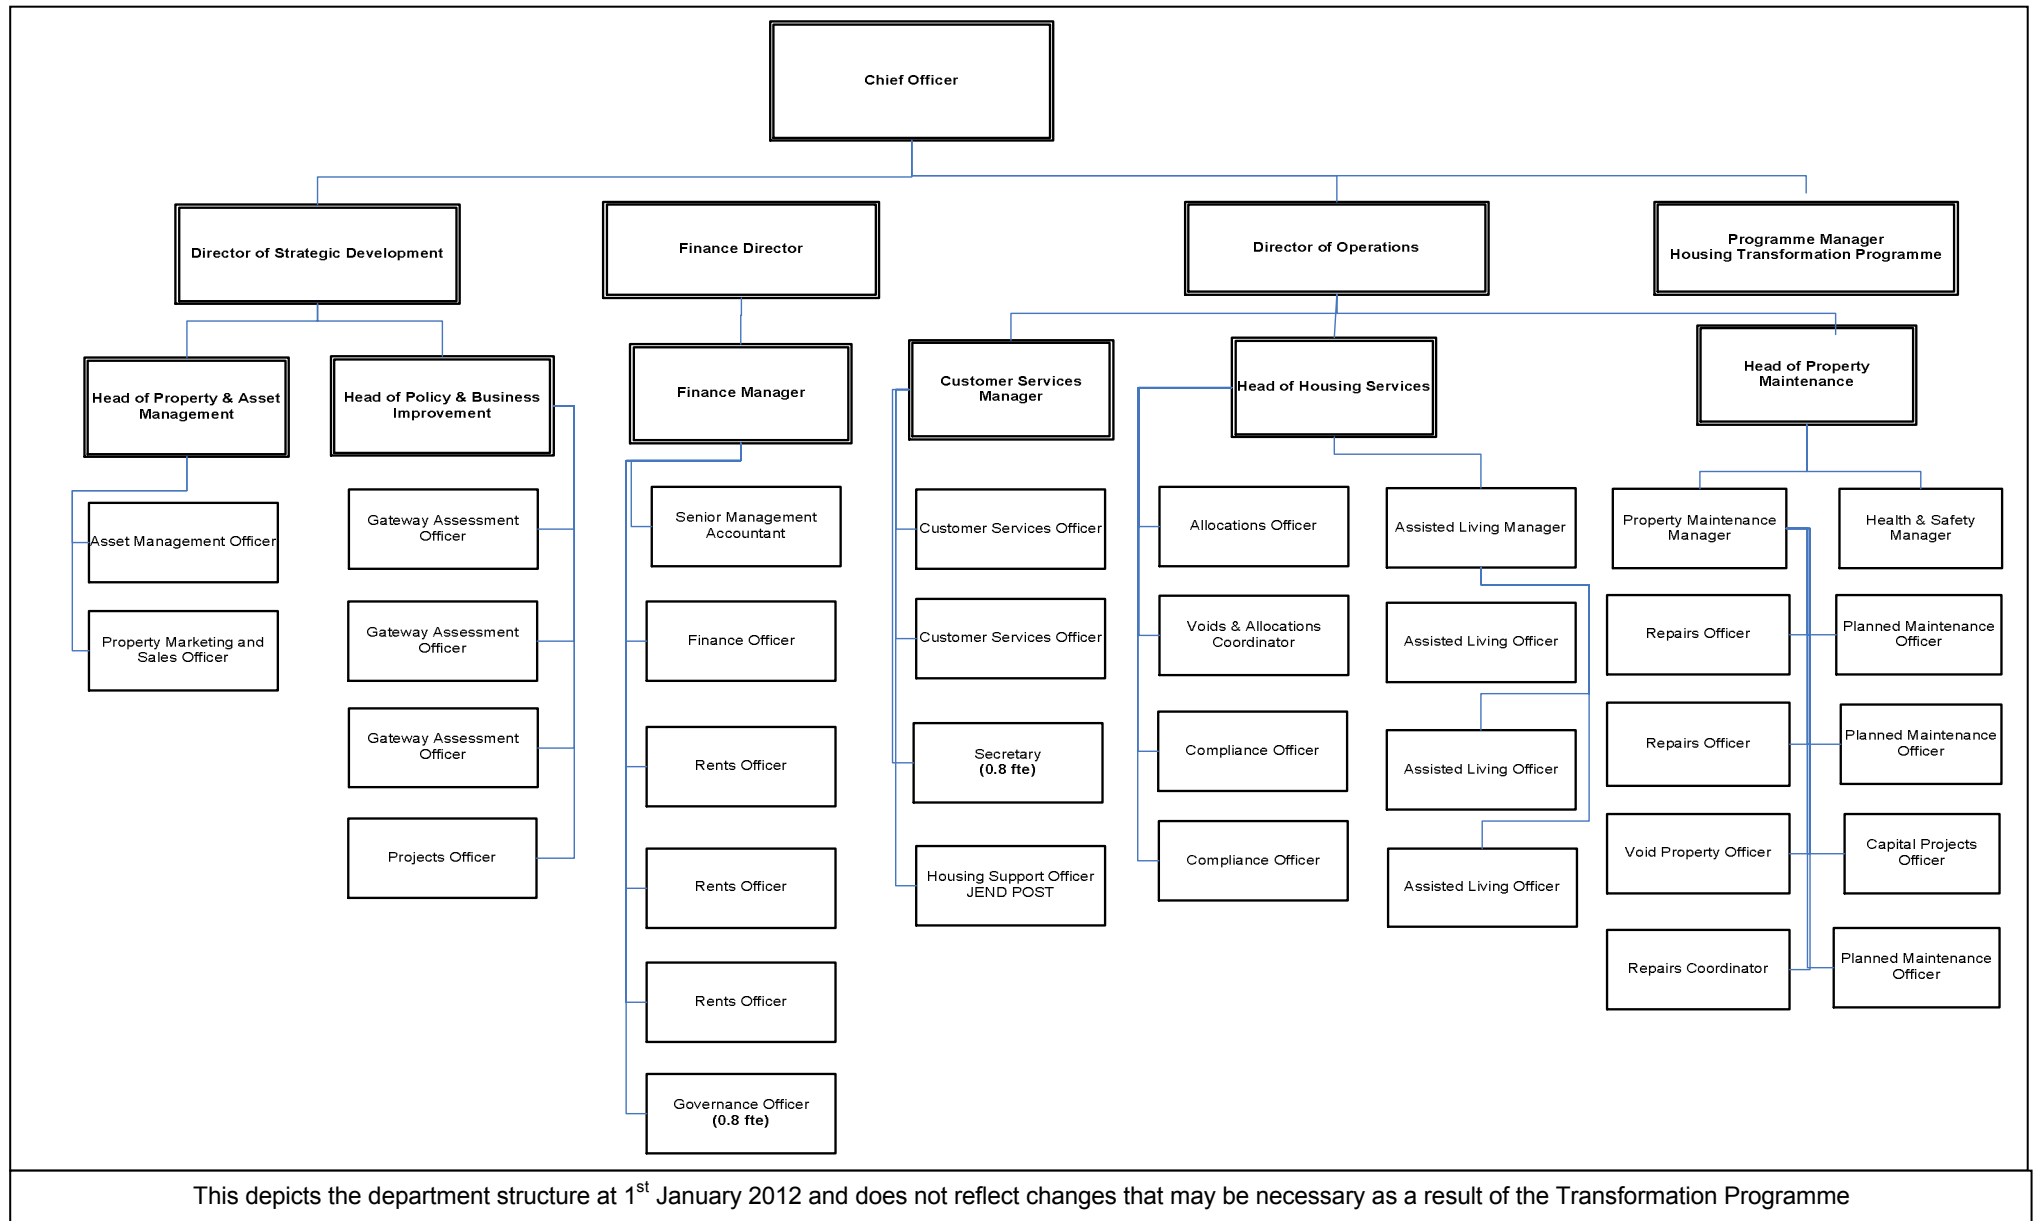 Chief Officer
Director of Strategic Development
Finance Director
Director of Operations
Programme Manager
Housing Transformation Programme
Head of Property & Asset
Management
Head of Policy & Business
Improvement
Finance Manager
Customer Services
Manager
Head of Housing Services
Head of Property
Maintenance
Asset Management Officer
Property Marketing and
Sales Officer
Gateway Assessment
Officer
Gateway Assessment
Officer
Gateway Assessment
Officer
Projects Officer
Senior Management
Accountant
Finance Officer
Rents Officer
Rents Officer
Rents Officer
Governance Officer
(0.8 fte)
Customer Services Officer
Customer Services Officer
Secretary
(0.8 fte)
Housing Support Officer
JEND POST
Allocations Officer
Voids & Allocations
Coordinator
Compliance Officer
Compliance Officer
Assisted Living Manager
Assisted Living Officer
Assisted Living Officer
Assisted Living Officer
Property Maintenance
Manager
Repairs Officer
Repairs Officer
Void Property Officer
Repairs Coordinator
Health & Safety
Manager
Planned Maintenance
Officer
Planned Maintenance
Officer
Capital Projects
Officer
Planned Maintenance
Officer
This depicts the department structure at 1st January 2012 and does not reflect changes that may be necessary as a result of the Transformation Programme